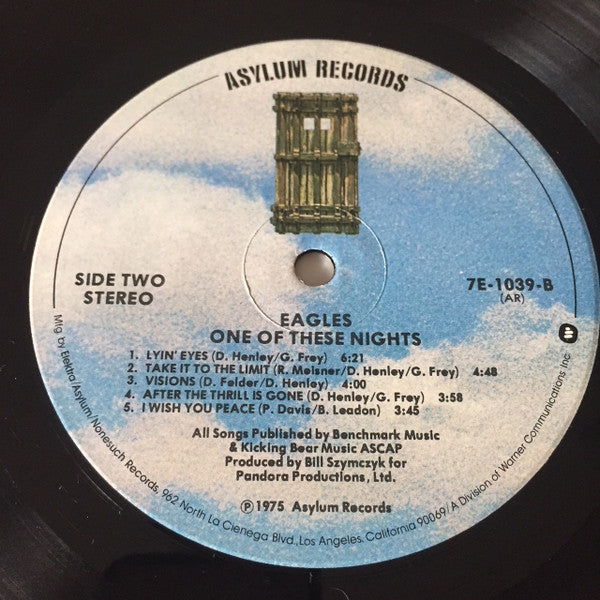 ASYLUM RECORDS
SIDE TWO
STEREO
7E-1039-B
(AR)
EAGLES
ONE OF THESE NIGHTS
1. LYIN' EYES (D. Henley/G. Frey) 6:21
2. TAKE IT TO THE LIMIT (R. Meisner/D. Henley/G. Frey) 4:48
3. VISIONS (D. Felder/D. Henley) 4:00
4. AFTER THE THRILL IS GONE (D. Henley/G. Frey) 3:58
5. I WISH YOU PEACE (P. Davis/B. Leadon) 3:45
All Songs Published by Benchmark Music
& Kicking Bear Music ASCAP
Produced by Bill Szymczyk for
Pandora Productions, Ltd.
℗ 1975 Asylum Records
Mfg. by Elektra/Asylum/Nonesuch Records, 962 North La Cienega Blvd., Los Angeles, California 90069/A Division of Warner Communications Inc.